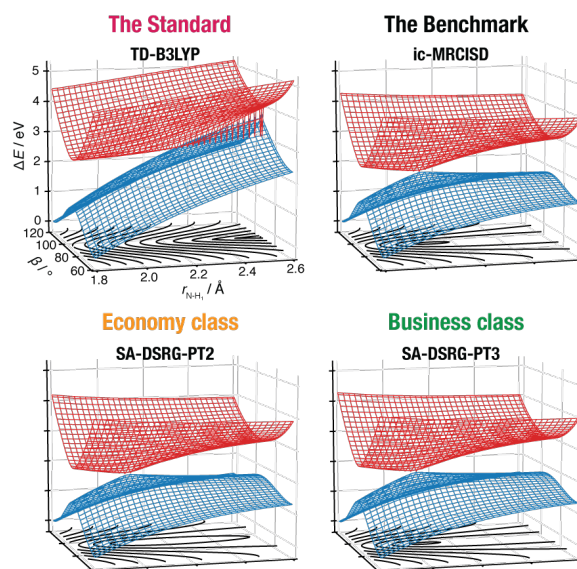 The Standard
TD-B3LYP
The Benchmark
ic-MRCISD
ΔE / eV
5
4
3
2
1
0
120
100
80
60
β / °
1.8
2.0
2.2
2.4
2.6
r N-H1 / Å
Economy class
SA-DSRG-PT2
Business class
SA-DSRG-PT3